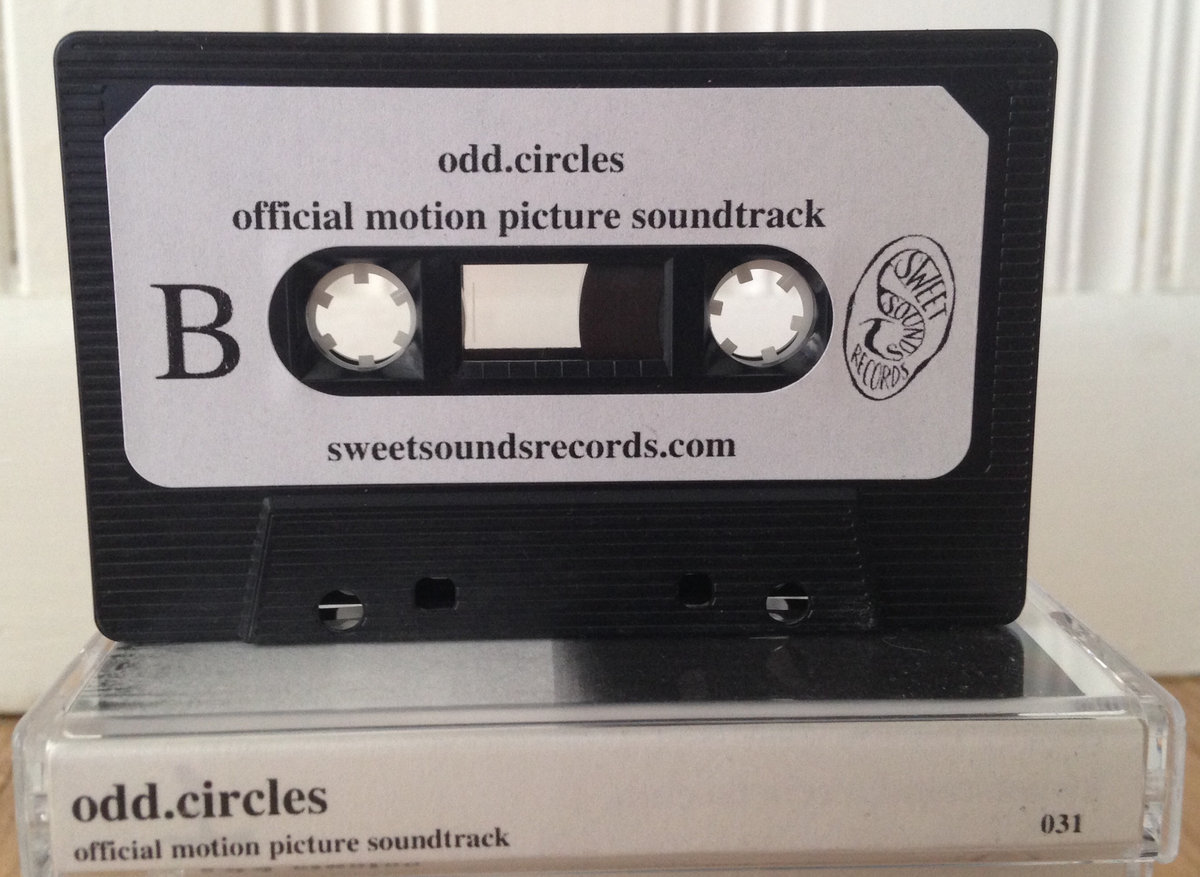 odd.circles
official motion picture soundtrack
B
SWEET
SOUNDS
RECORDS
sweetsoundsrecords.com
odd.circles
official motion picture soundtrack
031